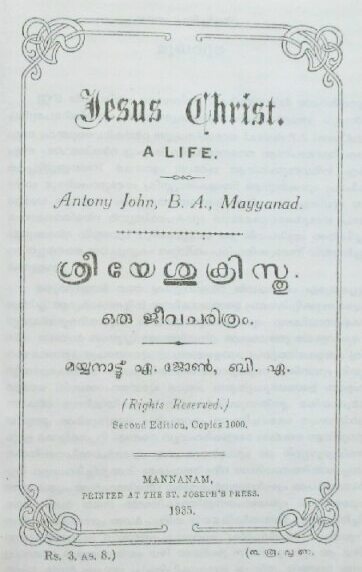 Jesus Christ.
A LIFE.
Antony John, B. A., Mayyanad.
ശ്രീ യേശു ക്രിസ്തു.
ഒരു ജീവചരിത്രം.
മയ്യനാട്ടു് ഏ. ജോൺ, ബി. ഏ.
(Rights Reserved.)
Second Edition, Copies 1000.
MANNANAM,
PRINTED AT THE ST. JOSEPH'S PRESS.
1935.
Rs. 3, as. 8.)